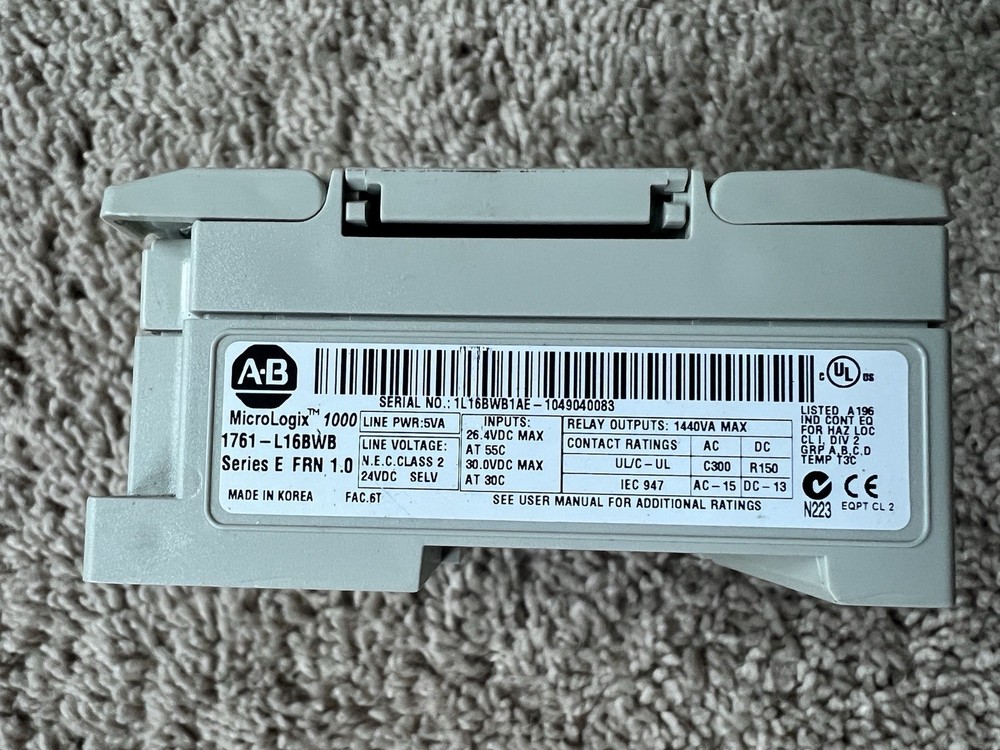 A·B
SERIAL NO.: 1L16BWB1AE-1049040083
C UL US
MicroLogix™ 1000
1761-L16BWB
Series E FRN 1.0
MADE IN KOREA FAC.6T
LINE PWR:5VA
LINE VOLTAGE:
N.E.C.CLASS 2
24VDC SELV
INPUTS:
26.4VDC MAX
AT 55C
30.0VDC MAX
AT 30C
RELAY OUTPUTS: 1440VA MAX
CONTACT RATINGS AC DC
UL/C-UL C300 R150
IEC 947 AC-15 DC-13
SEE USER MANUAL FOR ADDITIONAL RATINGS
LISTED A196
IND CONT EQ
FOR HAZ LOC
CL I, DIV 2
GRP A,B,C,D
TEMP T3C
CE
N223 EQPT CL 2